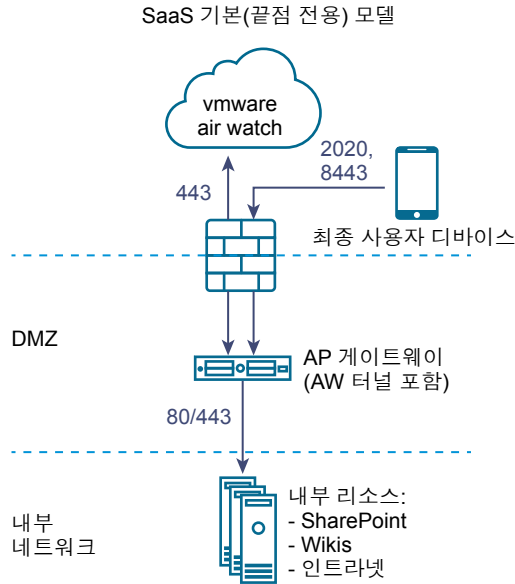 SaaS 기본(끝점 전용) 모델
vmware
air watch
2020,
8443
443
최종 사용자 디바이스
DMZ
AP 게이트웨이
(AW 터널 포함)
80/443
내부
네트워크
내부 리소스:
- SharePoint
- Wikis
- 인트라넷